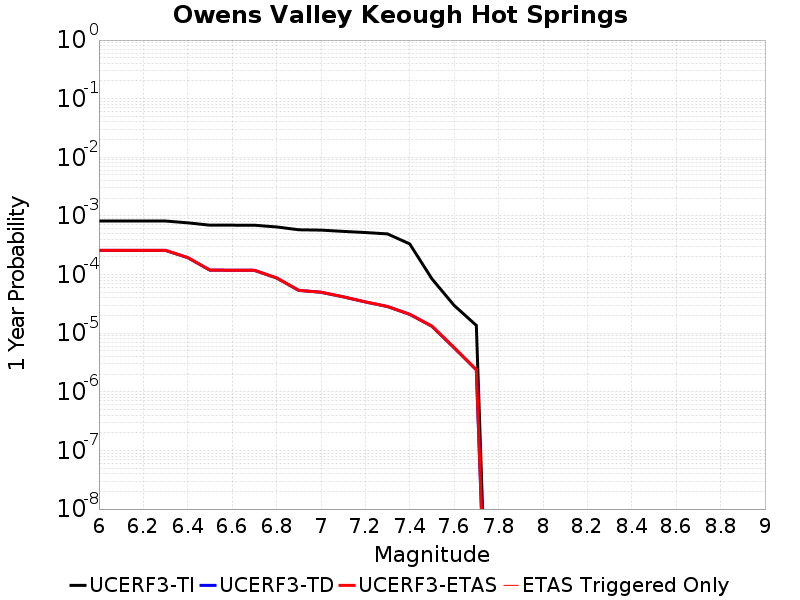 Owens Valley Keough Hot Springs
10^0
10^-1
10^-2
10^-3
10^-4
10^-5
10^-6
10^-7
10^-8
1 Year Probability
6 6.2 6.4 6.6 6.8 7 7.2 7.4 7.6 7.8 8 8.2 8.4 8.6 8.8 9
Magnitude
UCERF3-TI UCERF3-TD UCERF3-ETAS ETAS Triggered Only